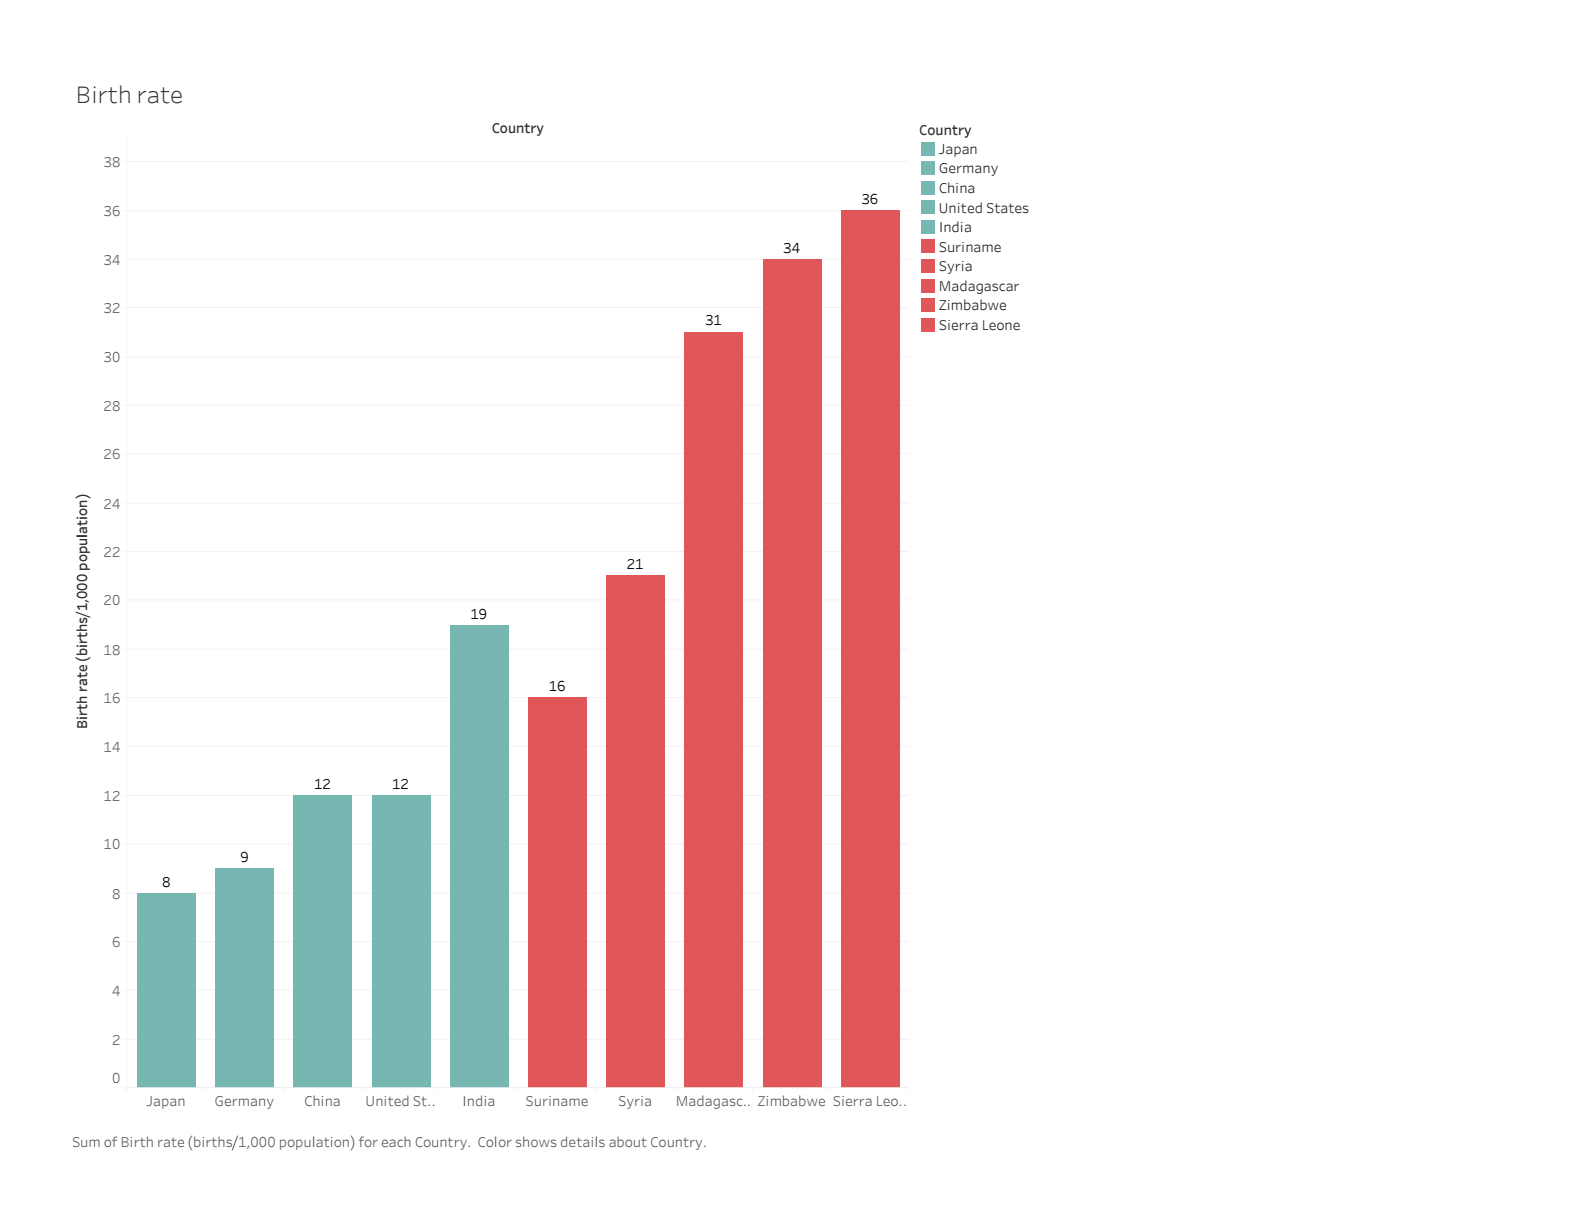 Birth rate
Country
Country
Japan
Germany
China
United States
India
Suriname
Syria
Madagascar
Zimbabwe
Sierra Leone
38
36
34
32
30
28
26
24
22
20
18
16
14
12
10
8
6
4
2
0
Birth rate (births/1,000 population)
8
9
12
12
19
16
21
31
34
36
Japan
Germany
China
United St..
India
Suriname
Syria
Madagasc..
Zimbabwe
Sierra Leo..
Sum of Birth rate (births/1,000 population) for each Country.  Color shows details about Country.